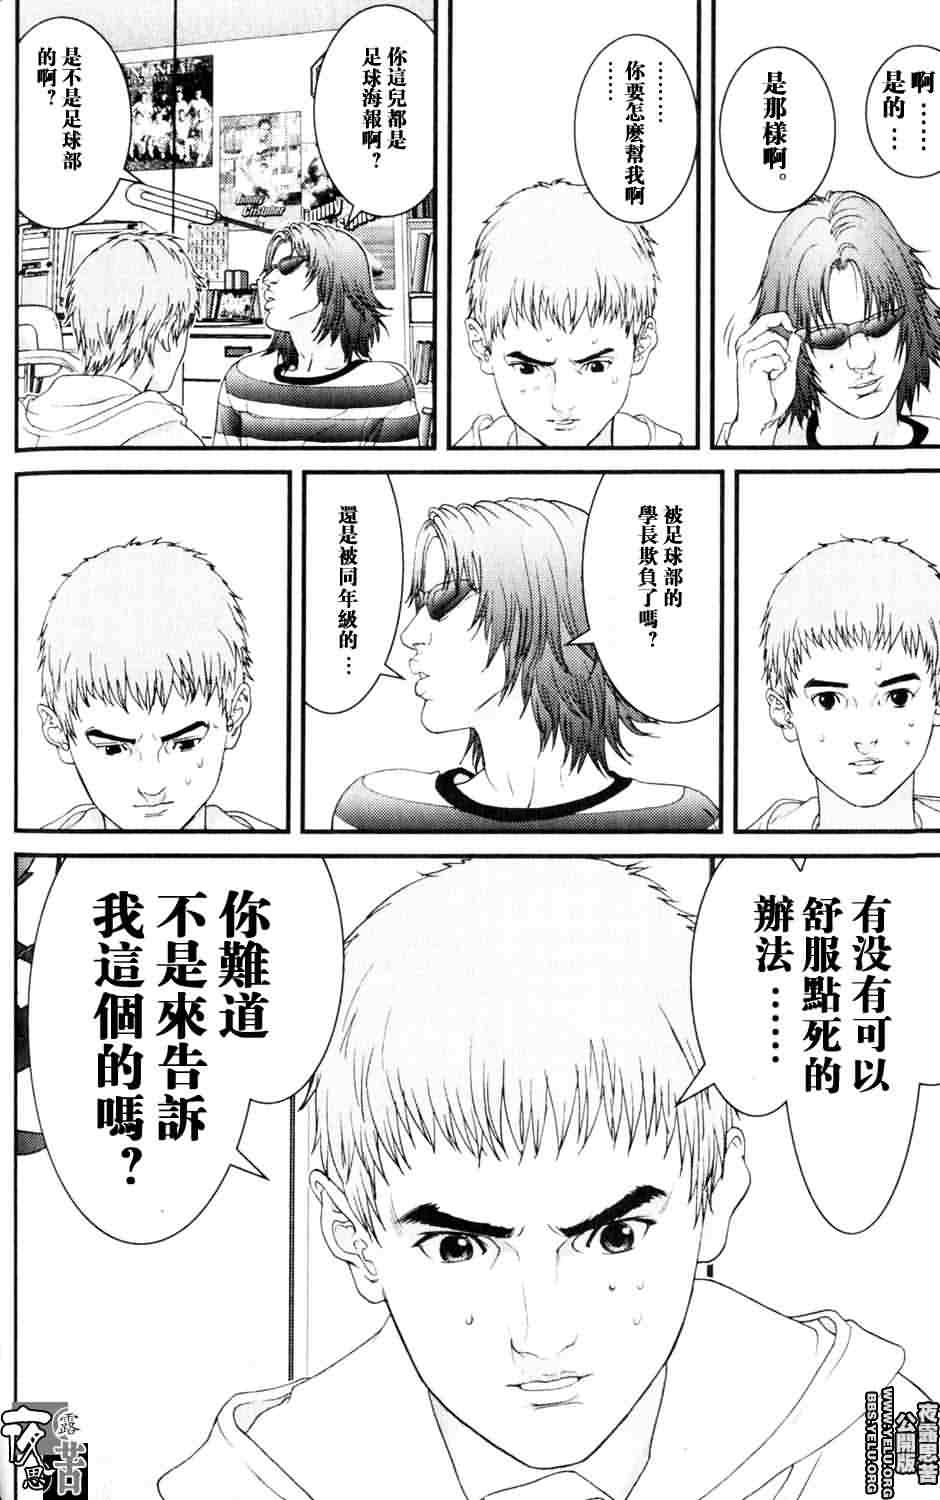 啊……
是的…
是那樣啊。
………
你要怎麽幫我啊
……
你這兒都是
足球海報啊？
是不是足球部
的啊？
被足球部的
學長欺負了嗎？
還是被同年級的…
有没有可以
舒服點死的
辦法………
你難道
不是來告訴
我這個的嗎？
夜露思苦
公開版
WWW.YELU.ORG
BBS.YELU.ORG
夜露思苦